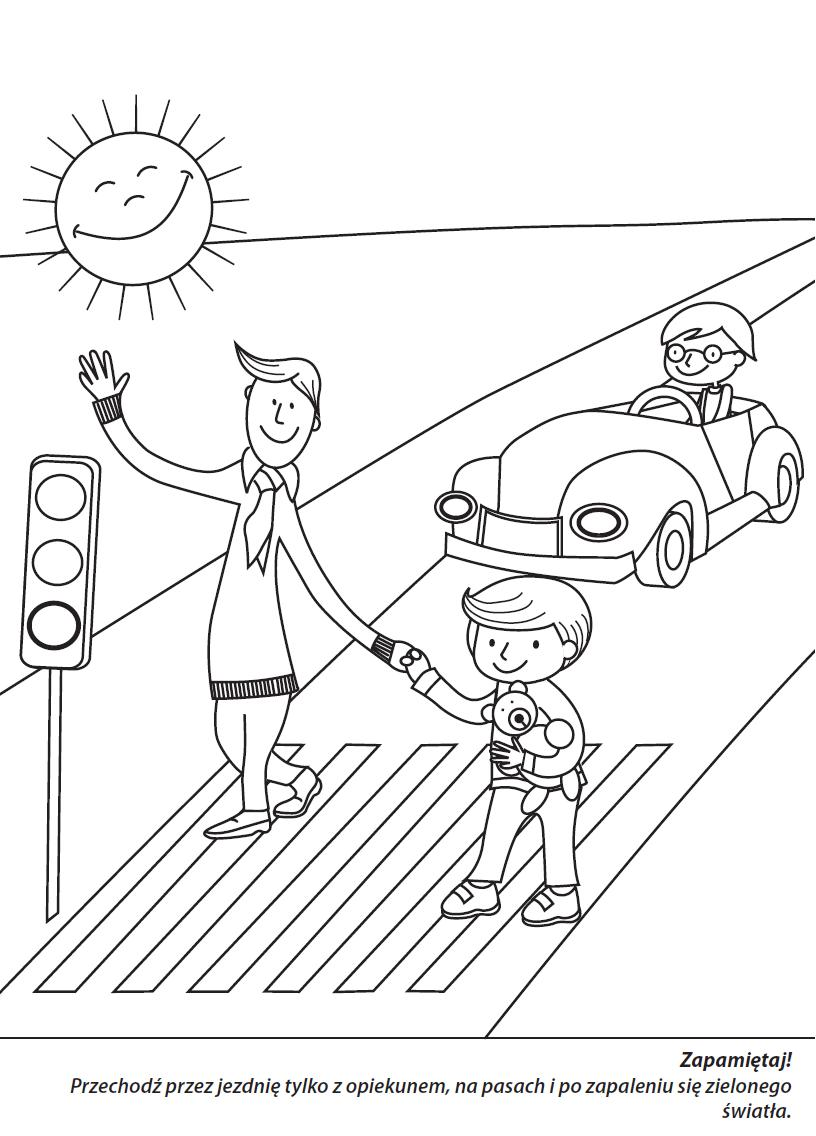 Zapamiętaj!
Przechodź przez jezdnię tylko z opiekunem, na pasach i po zapaleniu się zielonego
światła.